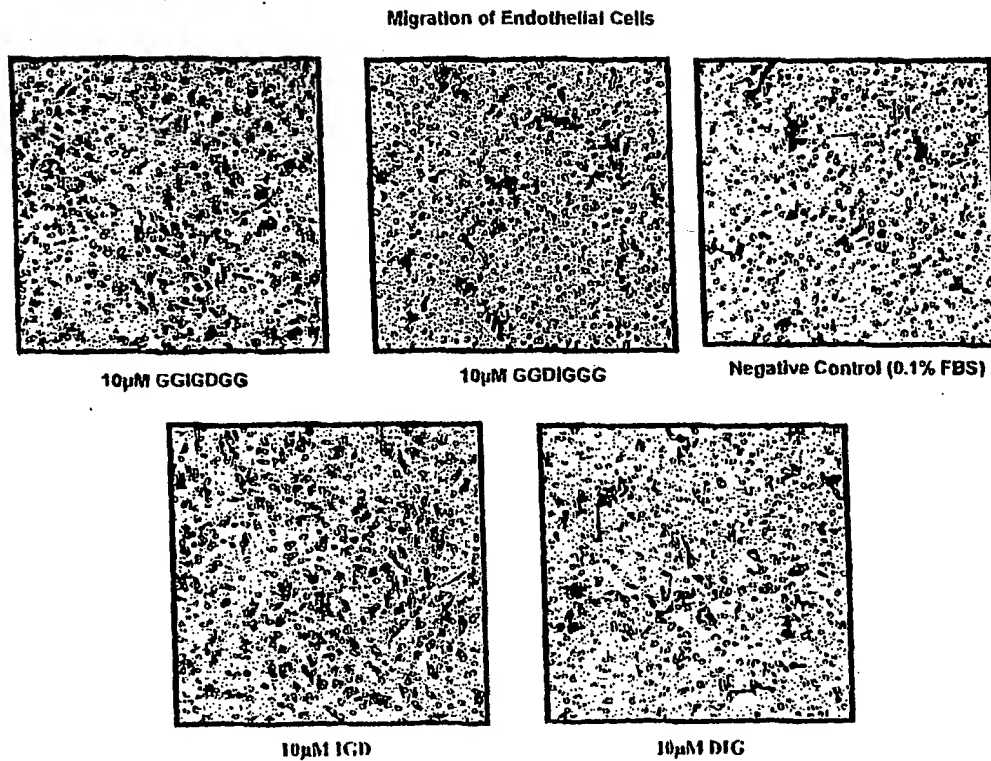 Migration of Endothelial Cells
10µM GGIGDGG
10µM GGDIGGG
Negative Control (0.1% FBS)
10µM IGD
10µM DIG